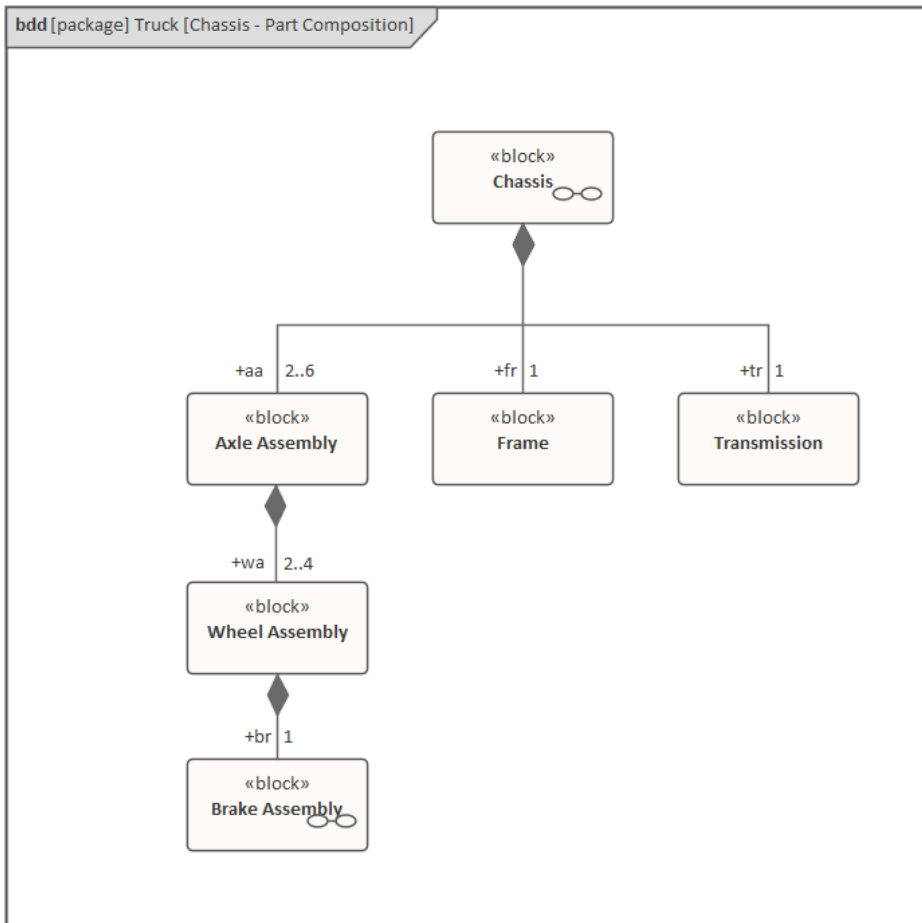 bdd [package] Truck [Chassis - Part Composition]
«block»
Chassis
+aa 2..6
+fr 1
+tr 1
«block»
Axle Assembly
«block»
Frame
«block»
Transmission
+wa 2..4
«block»
Wheel Assembly
+br 1
«block»
Brake Assembly